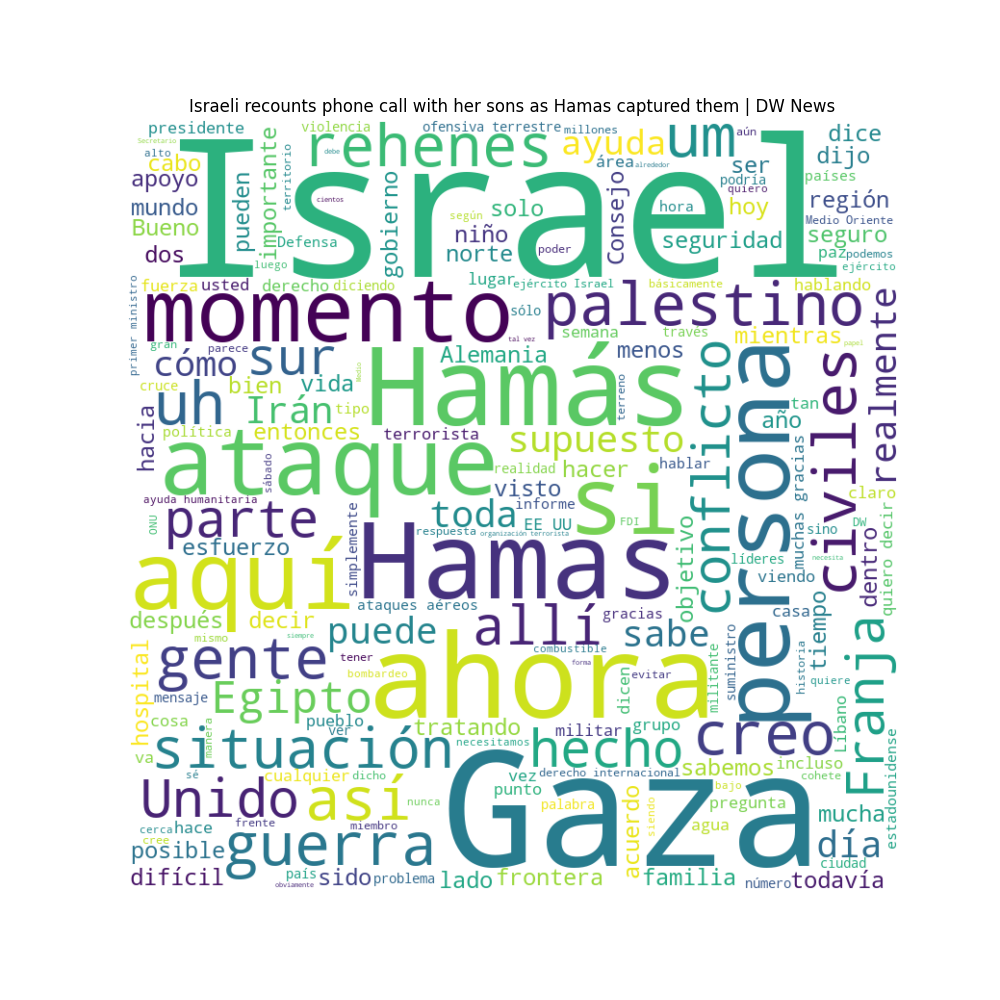 Israeli recounts phone call with her sons as Hamas captured them | DW News
presidente
violencia
ofensiva terrestre
millones
aún
Secretario
alto
cabo
Israel
territorio
importante
debe
rehenes
ayuda
um
dice
dijo
área
alrededor
ser
podría
países
apoyo
pueden
cientos
gobierno
según
solo
Consejo
quiero
hora
hoy
región
mundo
Bueno
Defensa
niño
Medio Oriente
seguro
dos
luego
norte
poder
seguridad
paz
podemos
ejército
primer ministro
fuerza
usted
derecho
diciendo
lugar
ejército Israel
básicamente
hablando
momento
sólo
palestino
semana
través
mientras
realmente
gran
parece
tal vez
papel
cómo
sur
Hamás
Alemania
menos
cruce
bien
vida
Medio
terreno
conflicto
persona
civiles
uh
Irán
tipo
tan
año
hacia
política
entonces
terrorista
supuesto
ataque
sábado
realidad
hacer
hablar
muchas gracias
claro
ayuda humanitaria
visto
informe
si
ONU
parte
toda
EE UU
FDI
sino
DW
simplemente
respuesta
organización terrorista
esfuerzo
Hamas
objetivo
líderes
necesita
dentro
quiero decir
aquí
viendo
ataques aéreos
después
decir
puede
allí
gracias
sabe
casa
tiempo
mismo
siempre
combustible
suministro
historia
Franja
hospital
gente
tener
ahora
forma
evitar
militante
bombardeo
quiere
mensaje
Egipto
dicen
cosa
manera
pueblo
ver
tratando
militar
grupo
creo
Líbano
estadounidense
va
situación
necesitamos
hecho
sabemos
incluso
sé
cualquier
dicho
vez
derecho internacional
cohete
Unido
así
nunca
punto
Gaza
palabra
acuerdo
siendo
bajo
pregunta
mucha
cerca
hace
frente
miembro
agua
cree
posible
guerra
día
ciudad
difícil
país
obviamente
sido
problema
lado
frontera
familia
número
todavía